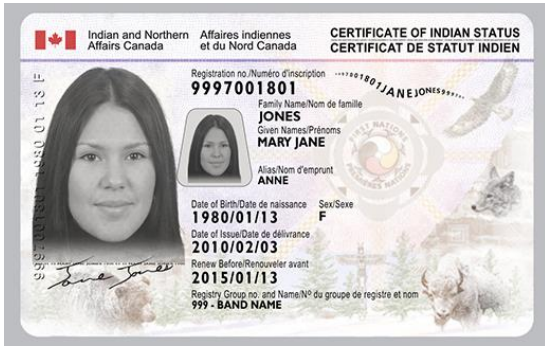 Indian and Northern Affairs Canada
Affaires indiennes et du Nord Canada
CERTIFICATE OF INDIAN STATUS
CERTIFICAT DE STATUT INDIEN
Registration no./Numéro d'inscription
9997001801
Family Name/Nom de famille
JONES
Given Names/Prénoms
MARY JANE
Alias/Nom d'emprunt
ANNE
Date of Birth/Date de naissance Sex/Sexe
1980/01/13 F
Date of Issue/Date de délivrance
2010/02/03
Renew Before/Renouveler avant
2015/01/13
Registry Group no. and Name/Nº du groupe de registre et nom
999 - BAND NAME
FIRST NATIONS
PREMIÈRES NATIONS